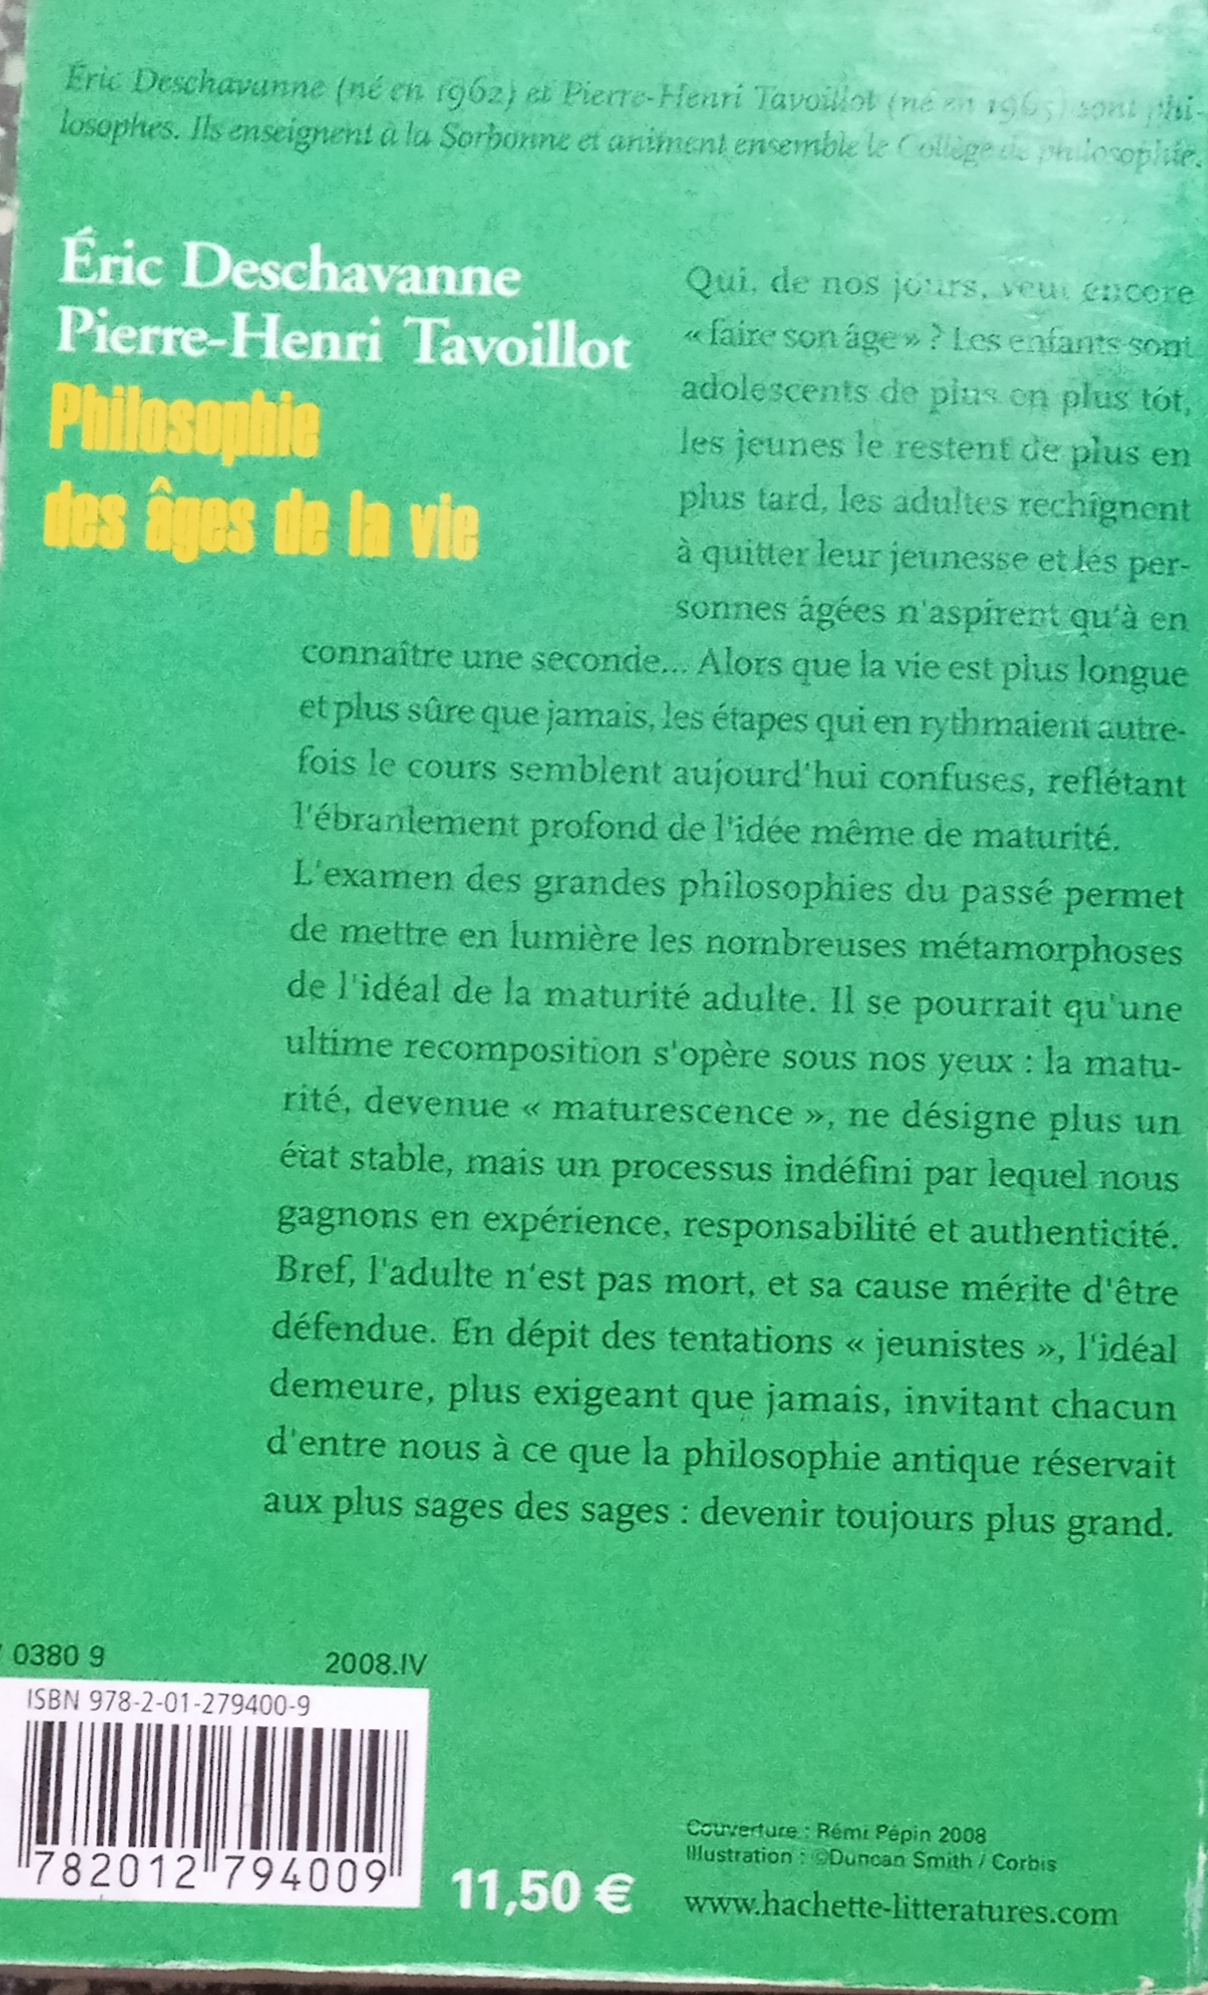 Éric Deschavanne (né en 1962) et Pierre-Henri Tavoillot (né en 1965) sont phi-
losophes. Ils enseignent à la Sorbonne et animent ensemble le Collège de philosophie.
Éric Deschavanne
Pierre-Henri Tavoillot
Philosophie
des âges de la vie
Qui, de nos jours, veut encore
« faire son âge » ? Les enfants sont
adolescents de plus en plus tôt,
les jeunes le restent de plus en
plus tard, les adultes rechignent
à quitter leur jeunesse et les per-
sonnes âgées n'aspirent qu'à en
connaître une seconde... Alors que la vie est plus longue
et plus sûre que jamais, les étapes qui en rythmaient autre-
fois le cours semblent aujourd'hui confuses, reflétant
l'ébranlement profond de l'idée même de maturité.
L'examen des grandes philosophies du passé permet
de mettre en lumière les nombreuses métamorphoses
de l'idéal de la maturité adulte. Il se pourrait qu'une
ultime recomposition s'opère sous nos yeux : la matu-
rité, devenue « maturescence », ne désigne plus un
état stable, mais un processus indéfini par lequel nous
gagnons en expérience, responsabilité et authenticité.
Bref, l'adulte n'est pas mort, et sa cause mérite d'être
défendue. En dépit des tentations « jeunistes », l'idéal
demeure, plus exigeant que jamais, invitant chacun
d'entre nous à ce que la philosophie antique réservait
aux plus sages des sages : devenir toujours plus grand.
0380 9 2008.IV
ISBN 978-2-01-279400-9
782012 794009
11,50 €
Couverture : Rémi Pépin 2008
Illustration : ©Duncan Smith / Corbis
www.hachette-litteratures.com